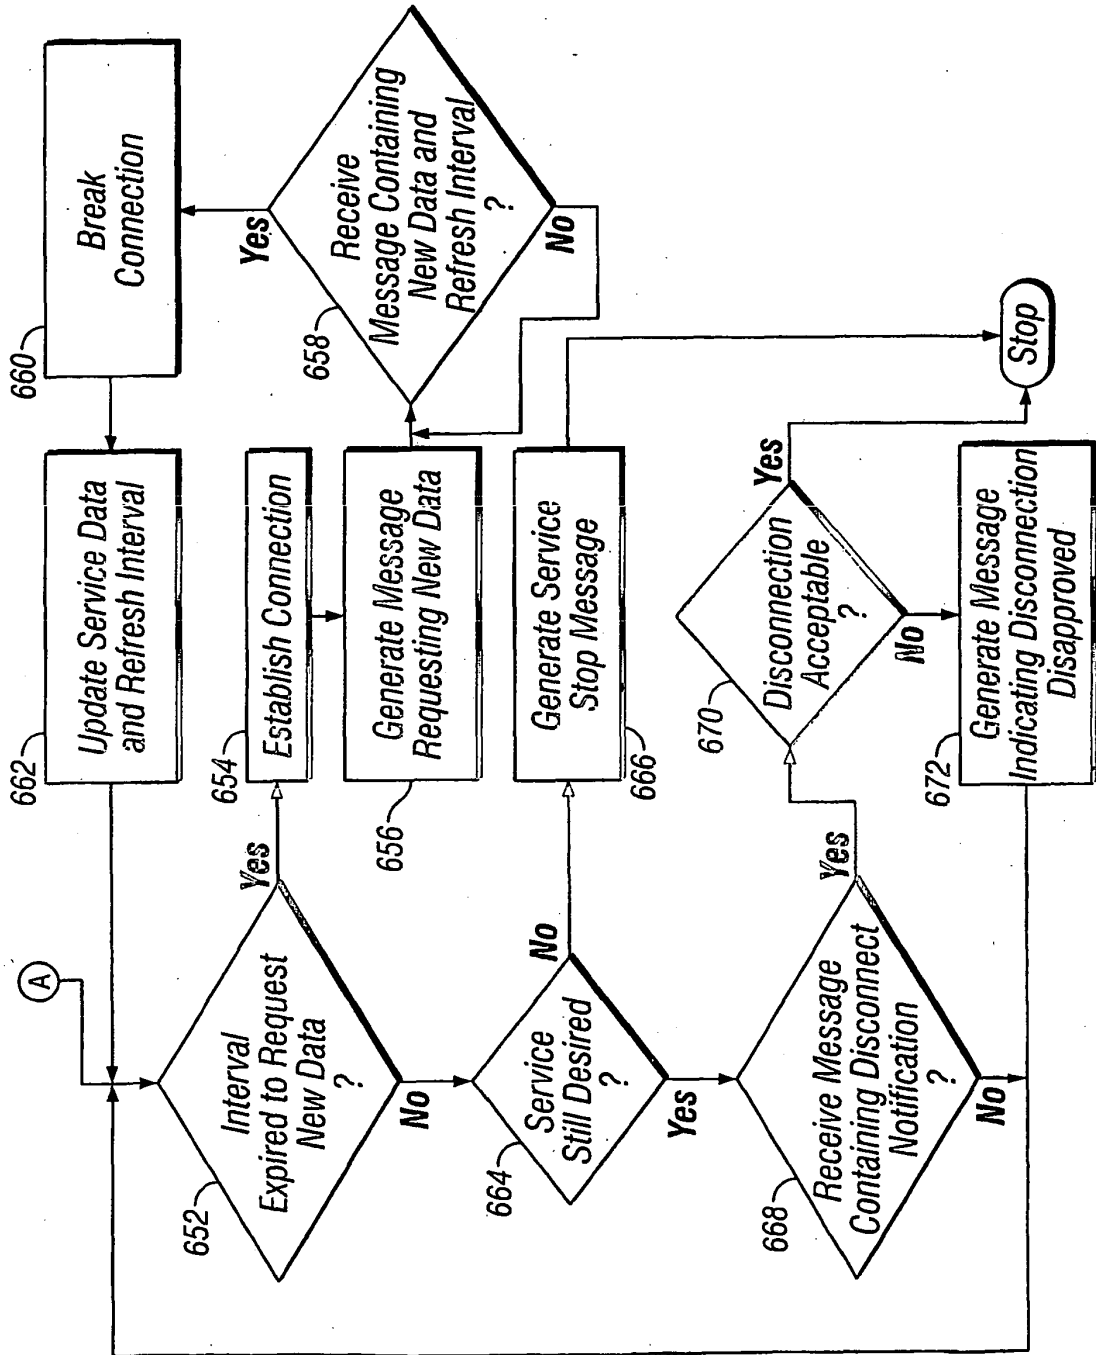 A
652
Interval
Expired to Request
New Data
?
Yes
No
654
Establish Connection
656
Generate Message
Requesting New Data
658
Receive
Message Containing
New Data and
Refresh Interval
?
Yes
No
660
Break
Connection
662
Update Service Data
and Refresh Interval
664
Service
Still Desired
?
No
Yes
666
Generate Service
Stop Message
668
Receive Message
Containing Disconnect
Notification
?
Yes
No
670
Disconnection
Acceptable
?
Yes
No
672
Generate Message
Indicating Disconnection
Disapproved
Stop